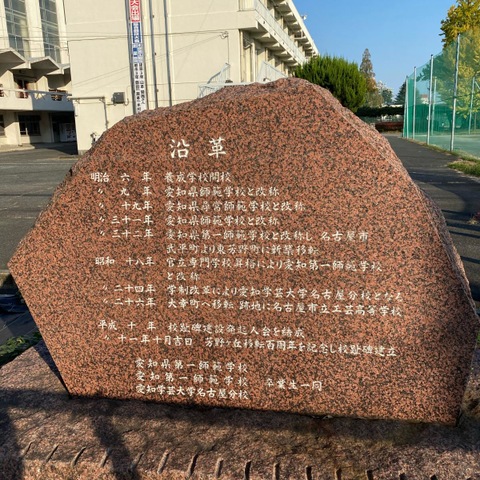 沿革
明治 六 年 養成学校開校
〃 九 年 愛知県師範学校と改称
〃 十九 年 愛知県尋常師範学校と改称
〃 三十一 年 愛知県師範学校と改称
〃 三十二 年 愛知県第一師範学校と改称し 名古屋市
武平町より東芳野町に新築移転
昭和 十八 年 官立専門学校昇格により愛知第一師範学校
と改称
〃 二十四 年 学制改革により愛知学芸大学名古屋分校となる
〃 二十六 年 大幸町へ移転 跡地に名古屋市立工芸高等学校
平成 十 年 校趾碑建設発起人会を結成
〃 十一年十月吉日 芳野ヶ丘移転百周年を記念し校趾碑建立
愛知県第一師範学校
愛知第一師範学校 卒業生一同
愛知学芸大学名古屋分校